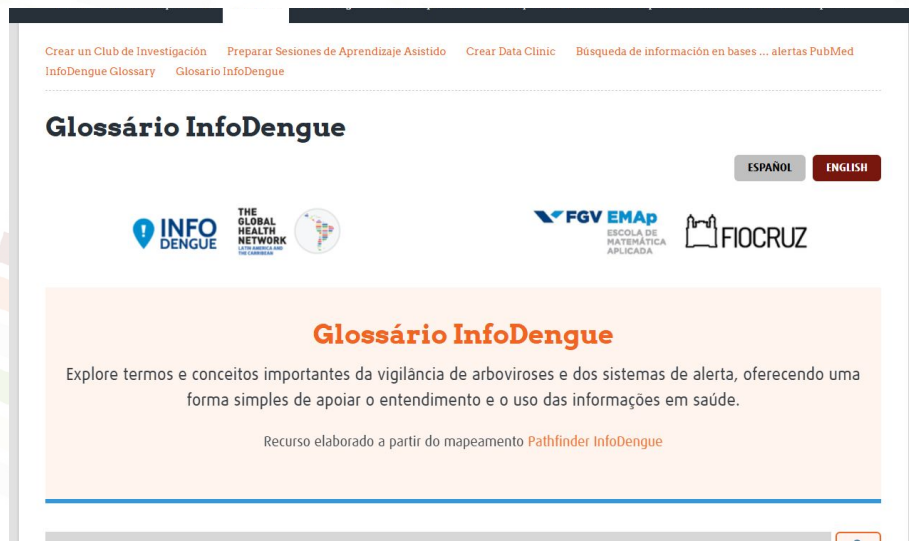 Crear un Club de Investigación Preparar Sesiones de Aprendizaje Asistido Crear Data Clinic Búsqueda de información en bases ... alertas PubMed
InfoDengue Glossary Glosario InfoDengue
Glossário InfoDengue
ESPAÑOL ENGLISH
INFO
DENGUE
THE
GLOBAL
HEALTH
NETWORK
LATIN AMERICA AND
THE CARIBBEAN
FGV EMAp
ESCOLA DE
MATEMÁTICA
APLICADA
FIOCRUZ
Glossário InfoDengue
Explore termos e conceitos importantes da vigilância de arboviroses e dos sistemas de alerta, oferecendo uma
forma simples de apoiar o entendimento e o uso das informações em saúde.
Recurso elaborado a partir do mapeamento Pathfinder InfoDengue